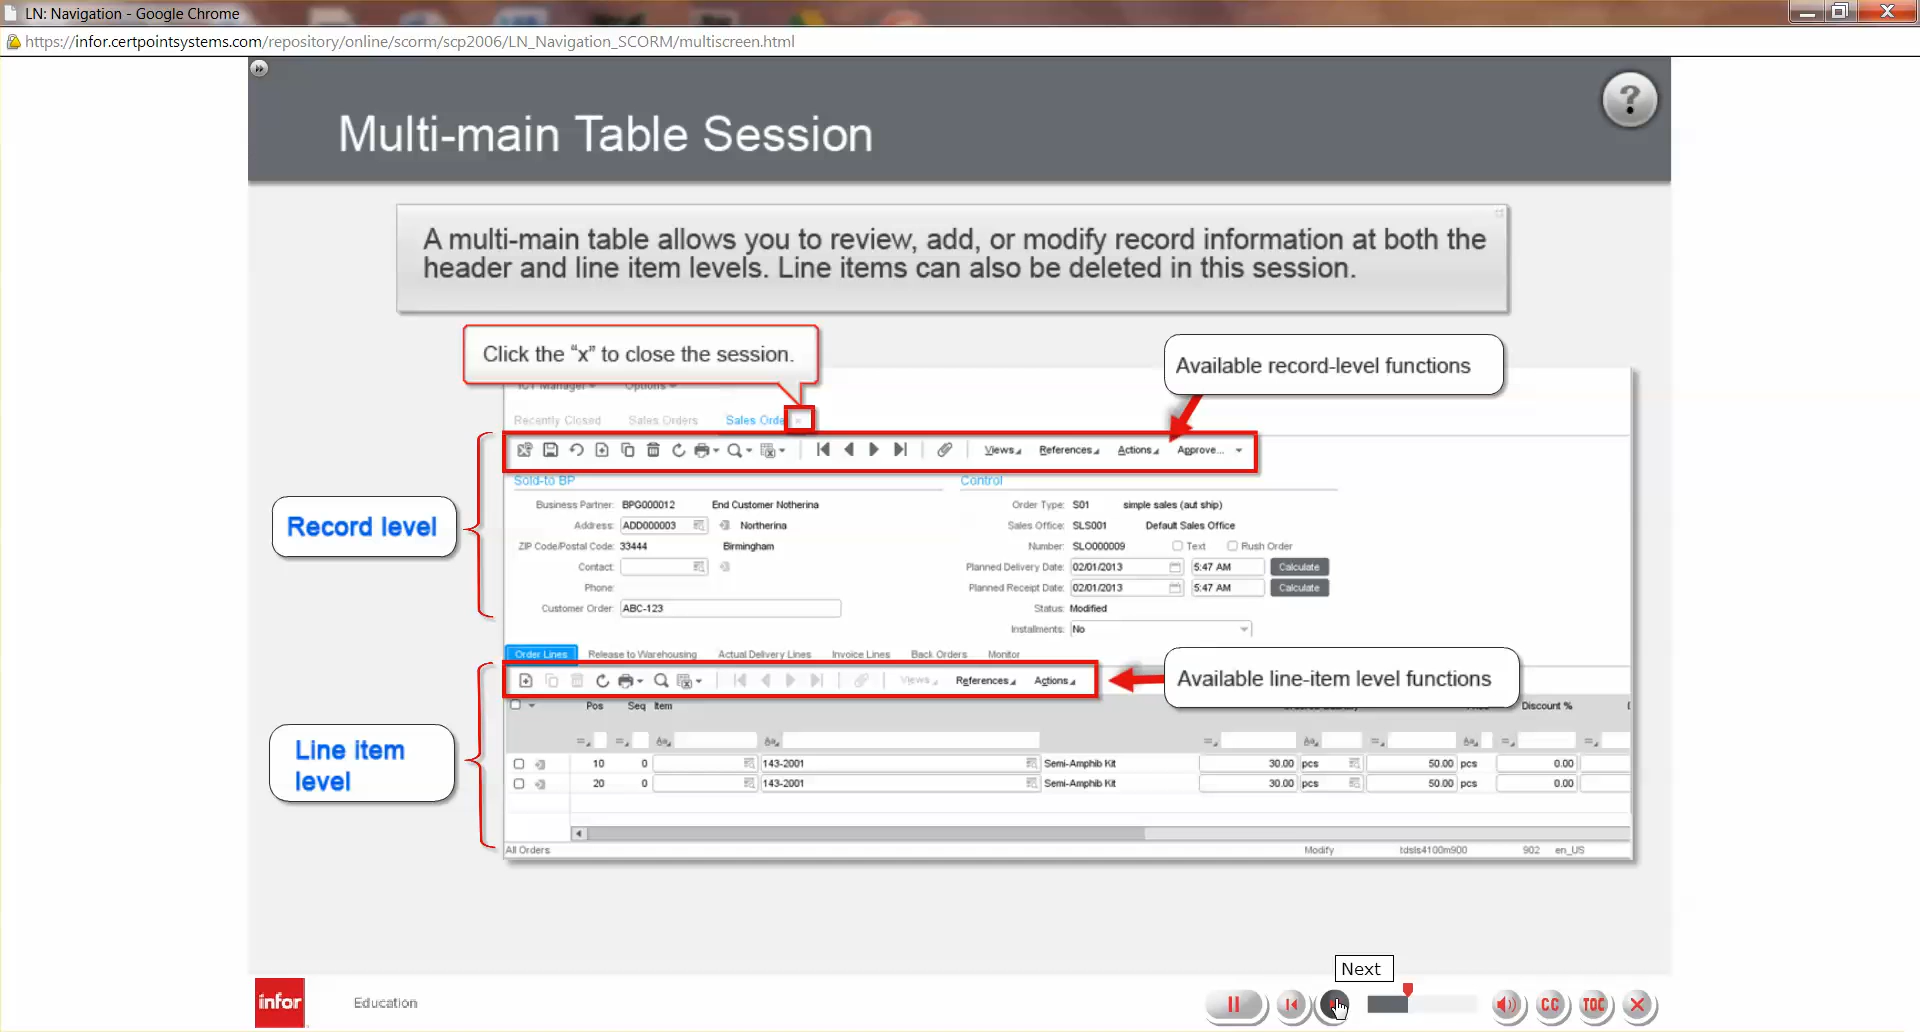 LN: Navigation - Google Chrome
https://infor.certpointsystems.com/repository/online/scorm/scp2006/LN_Navigation_SCORM/multiscreen.html
?
Multi-main Table Session
A multi-main table allows you to review, add, or modify record information at both the
header and line item levels. Line items can also be deleted in this session.
Click the “x” to close the session.
Available record-level functions
ICT Manager Options
Recently Closed Sales Orders Sales Orde
Views References Actions Approve...
Record level
Sold-to BP
Business Partner: BPG000012 End Customer Notherina
Address: ADD000003 Northerina
ZIP Code/Postal Code: 33444 Birmingham
Contact:
Phone:
Customer Order: ABC-123
Control
Order Type: S01 simple sales (aut ship)
Sales Office: SLS001 Default Sales Office
Number: SLO000009 Text Rush Order
Planned Delivery Date: 02/01/2013 5:47 AM Calculate
Planned Receipt Date: 02/01/2013 5:47 AM Calculate
Status: Modified
Installments: No
Order Lines Release to Warehousing Actual Delivery Lines Invoice Lines Back Orders Monitor
Views References Actions
Available line-item level functions
Line item
level
Pos Seq Item Discount %
10 0 143-2001 Semi-Amphib Kit 30.00 pcs 50.00 pcs 0.00
20 0 143-2001 Semi-Amphib Kit 30.00 pcs 50.00 pcs 0.00
All Orders Modify tdsls4100m900 902 en_US
Next
infor Education
CC TOC